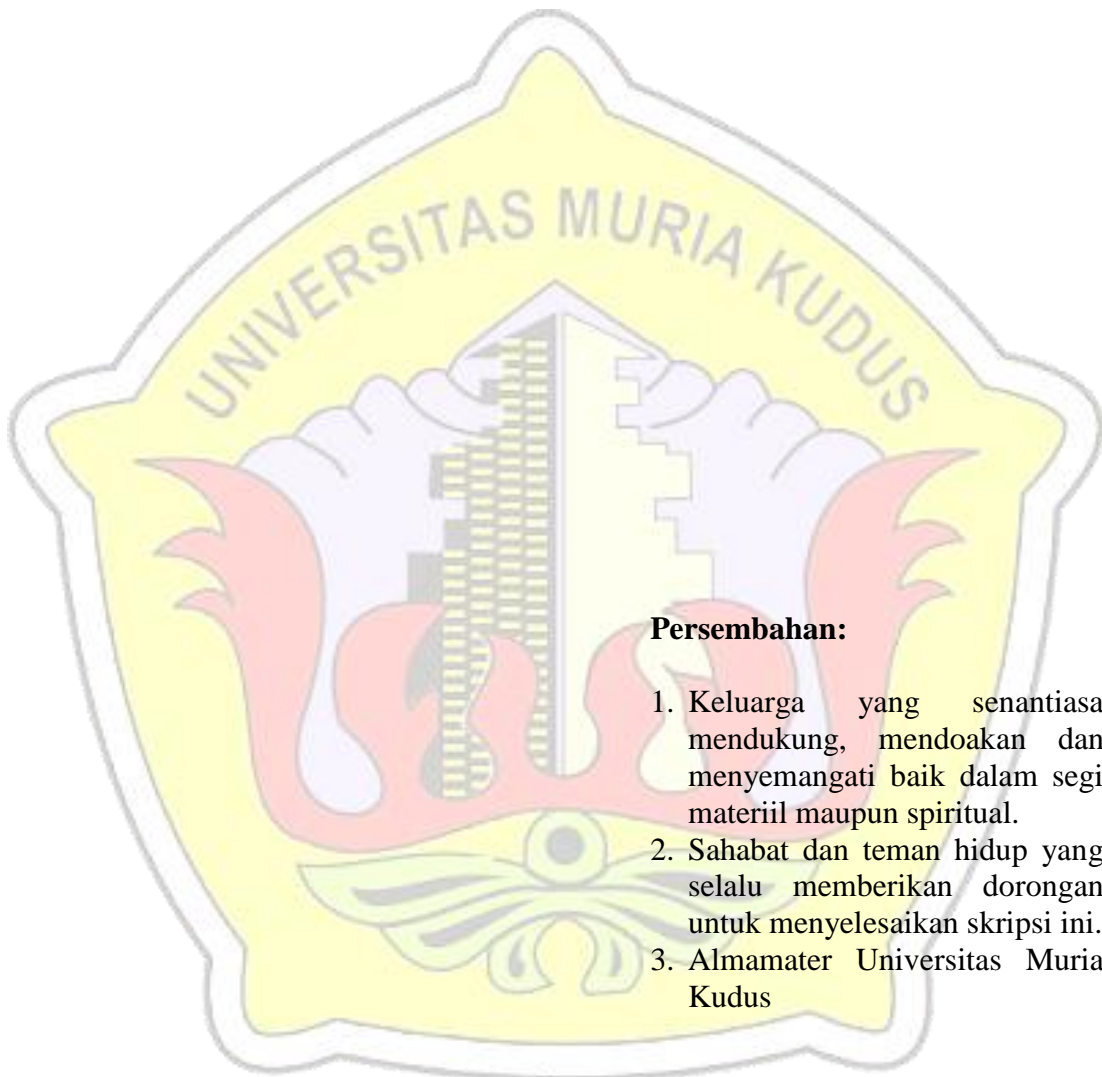 UNIVERSITAS MURIA KUDUS
Persembahan:
1. Keluarga yang senantiasa
mendukung, mendoakan dan
menyemangati baik dalam segi
materiil maupun spiritual.
2. Sahabat dan teman hidup yang
selalu memberikan dorongan
untuk menyelesaikan skripsi ini.
3. Almamater Universitas Muria
Kudus